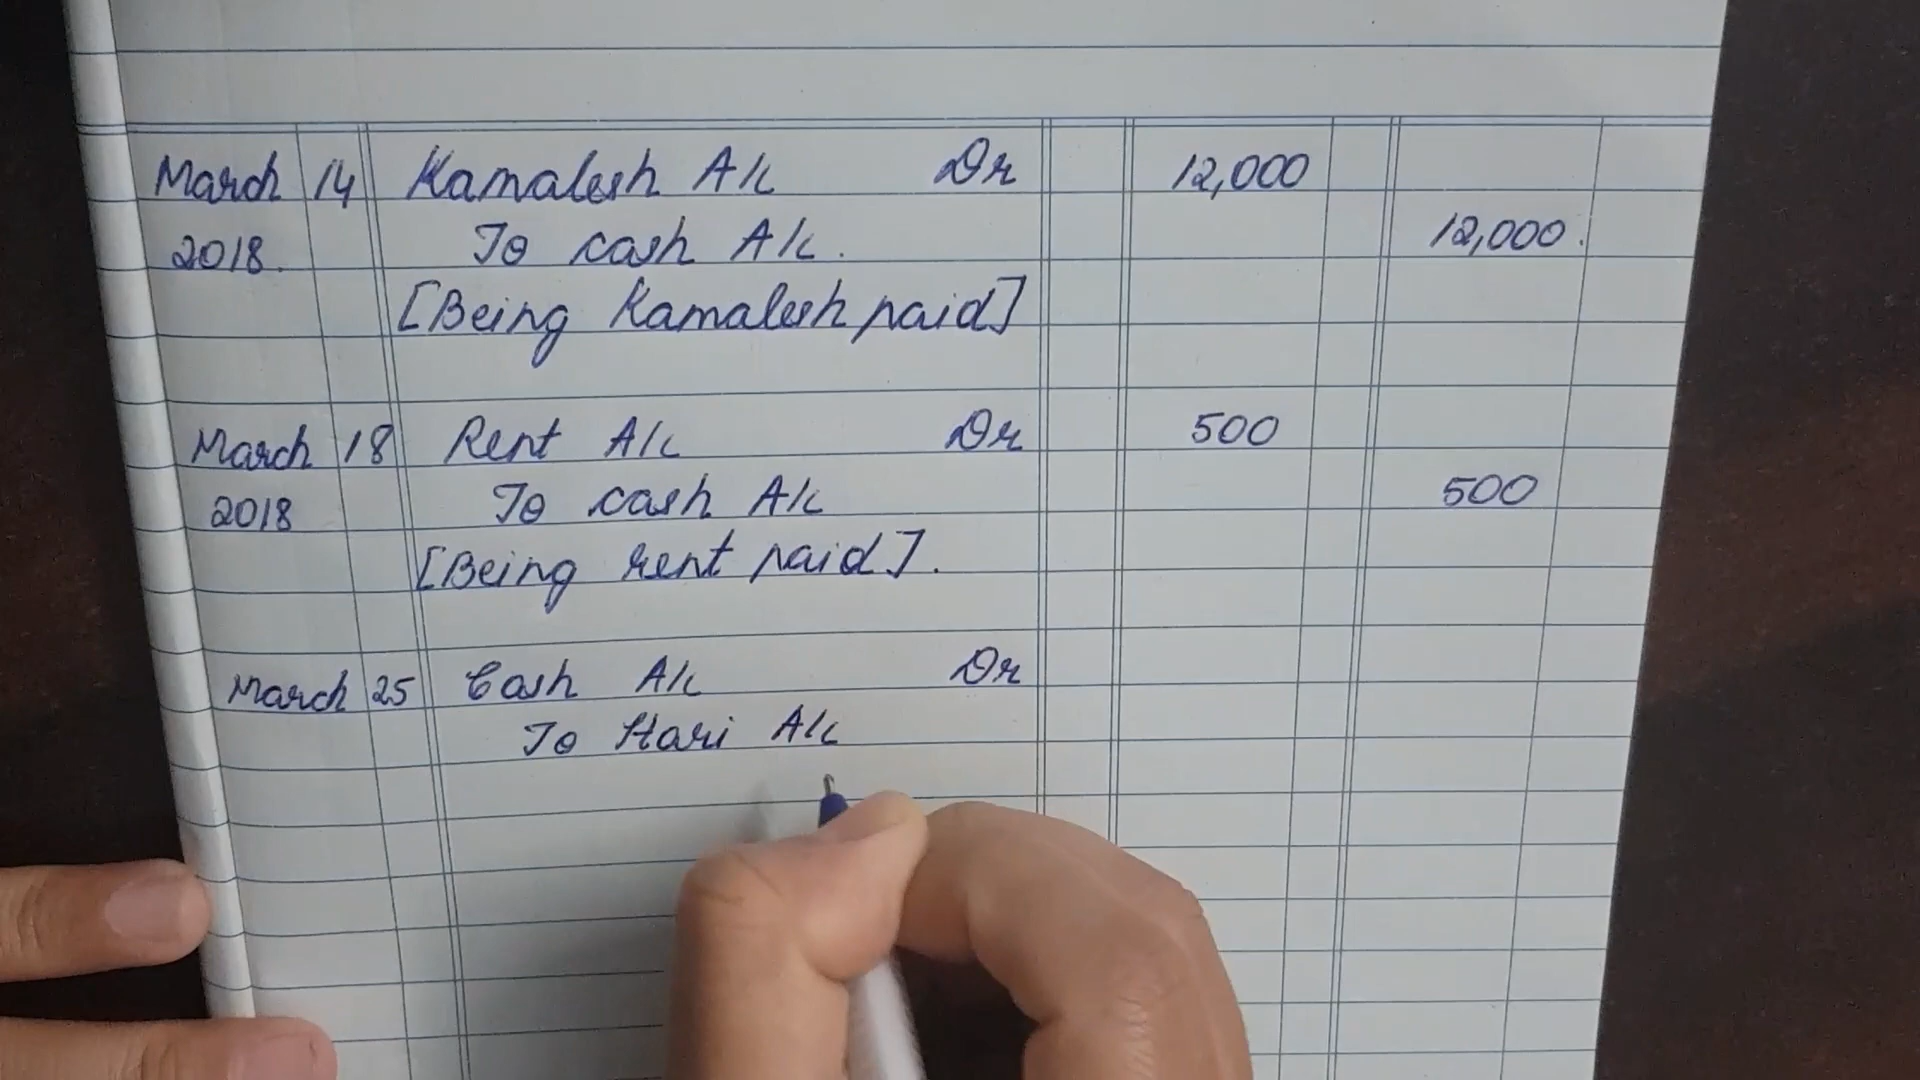 March 14 Kamalesh A/c Dr 12,000
2018. To cash A/c. 12,000.
[Being Kamalesh paid]
March 18 Rent A/c Dr 500
2018 To cash A/c 500
[Being rent paid].
March 25 Cash A/c Dr
To Hari A/c